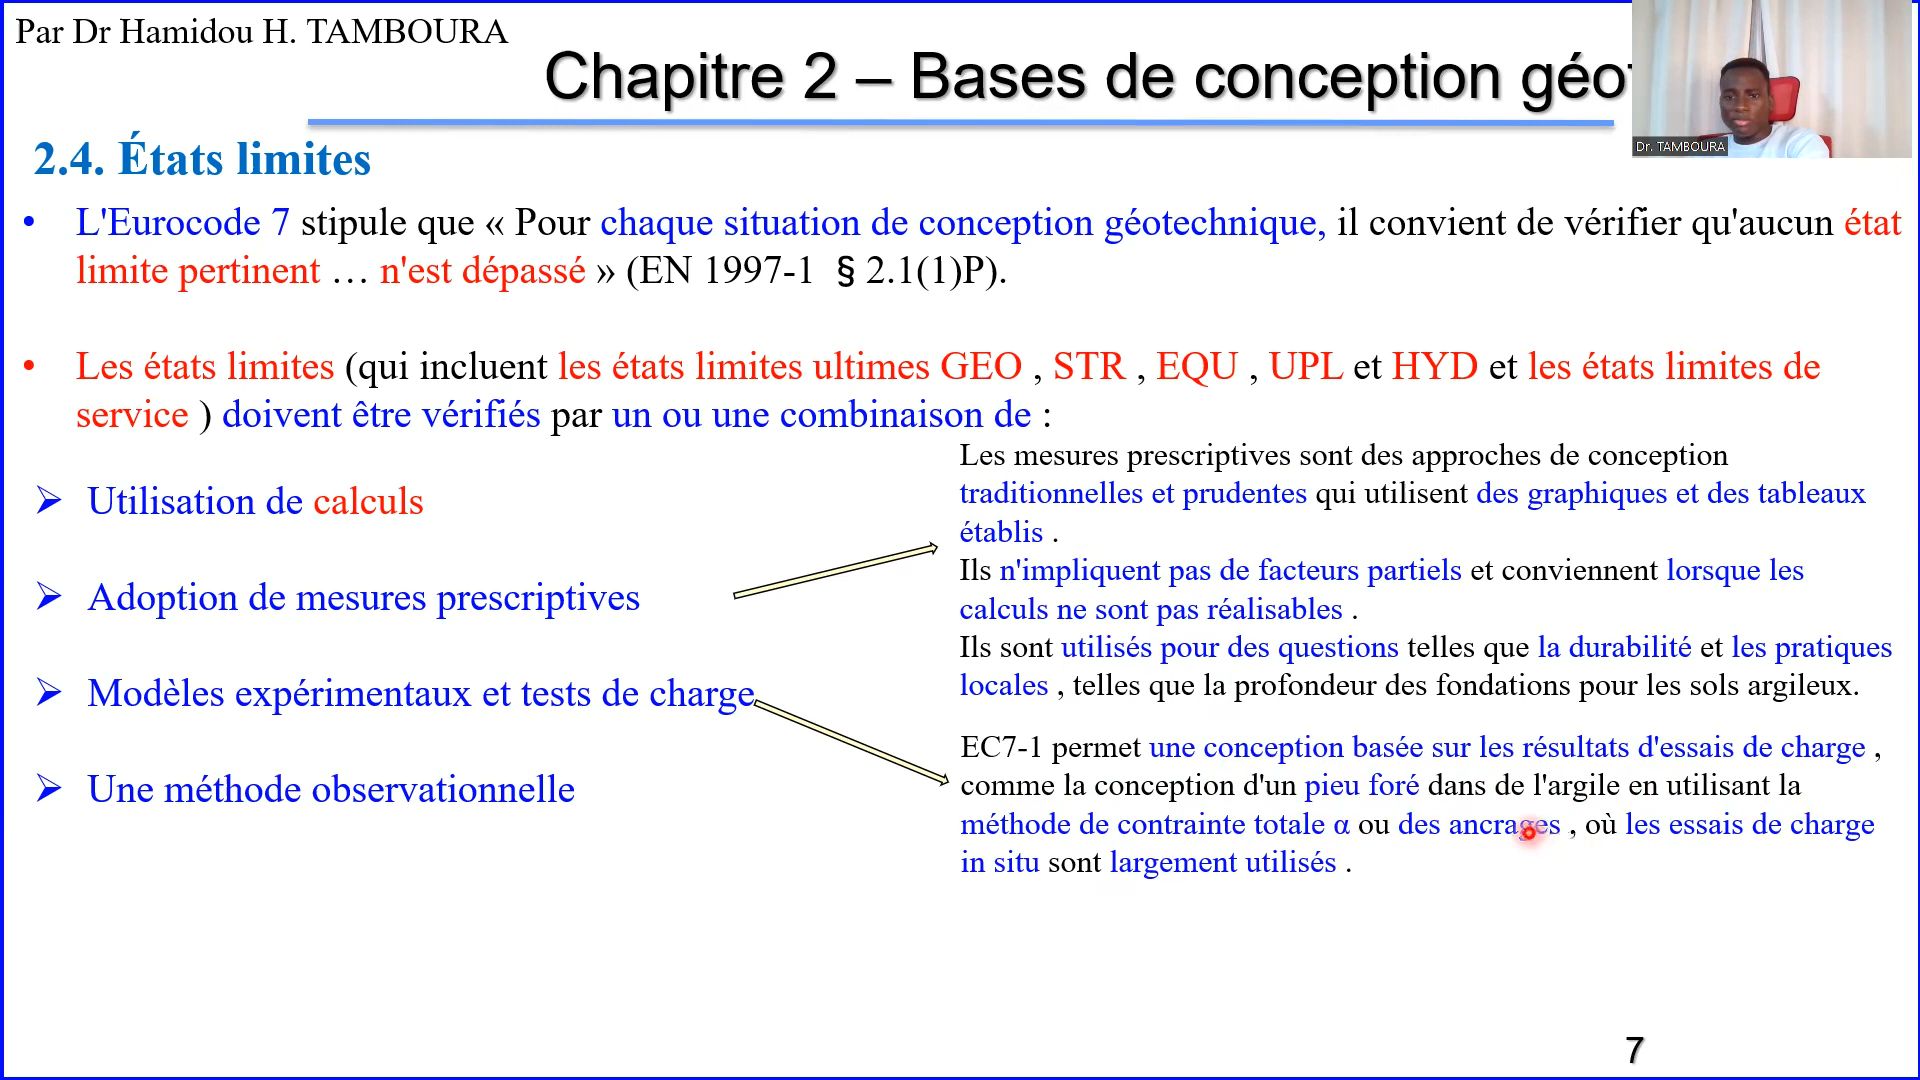 Par Dr Hamidou H. TAMBOURA
Chapitre 2 – Bases de conception géot
Dr. TAMBOURA
2.4. États limites
• L'Eurocode 7 stipule que « Pour chaque situation de conception géotechnique, il convient de vérifier qu'aucun état
limite pertinent … n'est dépassé » (EN 1997-1 § 2.1(1)P).
• Les états limites (qui incluent les états limites ultimes GEO , STR , EQU , UPL et HYD et les états limites de
service ) doivent être vérifiés par un ou une combinaison de :
➢ Utilisation de calculs
➢ Adoption de mesures prescriptives
➢ Modèles expérimentaux et tests de charge
➢ Une méthode observationnelle
Les mesures prescriptives sont des approches de conception
traditionnelles et prudentes qui utilisent des graphiques et des tableaux
établis .
Ils n'impliquent pas de facteurs partiels et conviennent lorsque les
calculs ne sont pas réalisables .
Ils sont utilisés pour des questions telles que la durabilité et les pratiques
locales , telles que la profondeur des fondations pour les sols argileux.
EC7-1 permet une conception basée sur les résultats d'essais de charge ,
comme la conception d'un pieu foré dans de l'argile en utilisant la
méthode de contrainte totale α ou des ancrages , où les essais de charge
in situ sont largement utilisés .
7